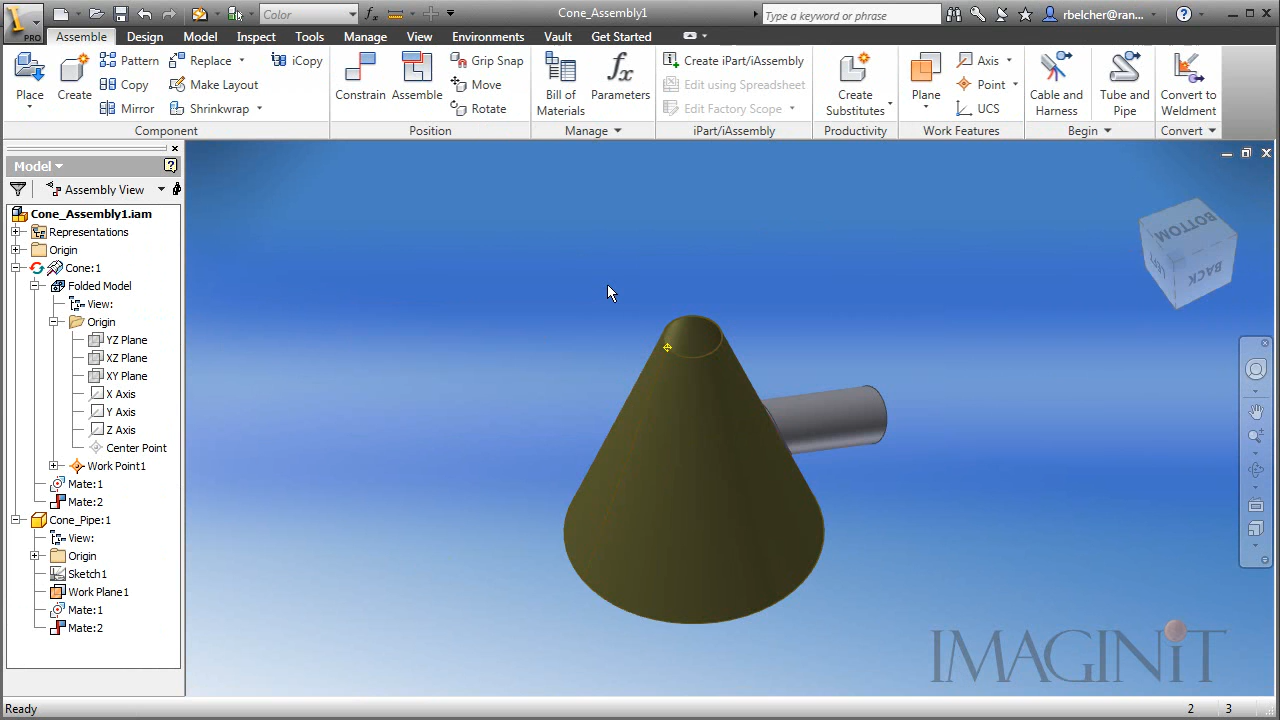 PRO
Color
Cone_Assembly1
Type a keyword or phrase
rbelcher@ran...
Assemble Design Model Inspect Tools Manage View Environments Vault Get Started
Place
Create
Pattern
Copy
Mirror
Replace
Make Layout
Shrinkwrap
iCopy
Component
Constrain
Assemble
Grip Snap
Move
Rotate
Position
Bill of
Materials
fx
Parameters
Manage
Create iPart/iAssembly
Edit using Spreadsheet
Edit Factory Scope
iPart/iAssembly
Create
Substitutes
Productivity
Plane
Axis
Point
UCS
Work Features
Cable and
Harness
Tube and
Pipe
Begin
Convert to
Weldment
Convert
Model
Assembly View
Cone_Assembly1.iam
Representations
Origin
Cone:1
Folded Model
View:
Origin
YZ Plane
XZ Plane
XY Plane
X Axis
Y Axis
Z Axis
Center Point
Work Point1
Mate:1
Mate:2
Cone_Pipe:1
View:
Origin
Sketch1
Work Plane1
Mate:1
Mate:2
BOTTOM
LEFT
BACK
IMAGINiT
Ready
2 3